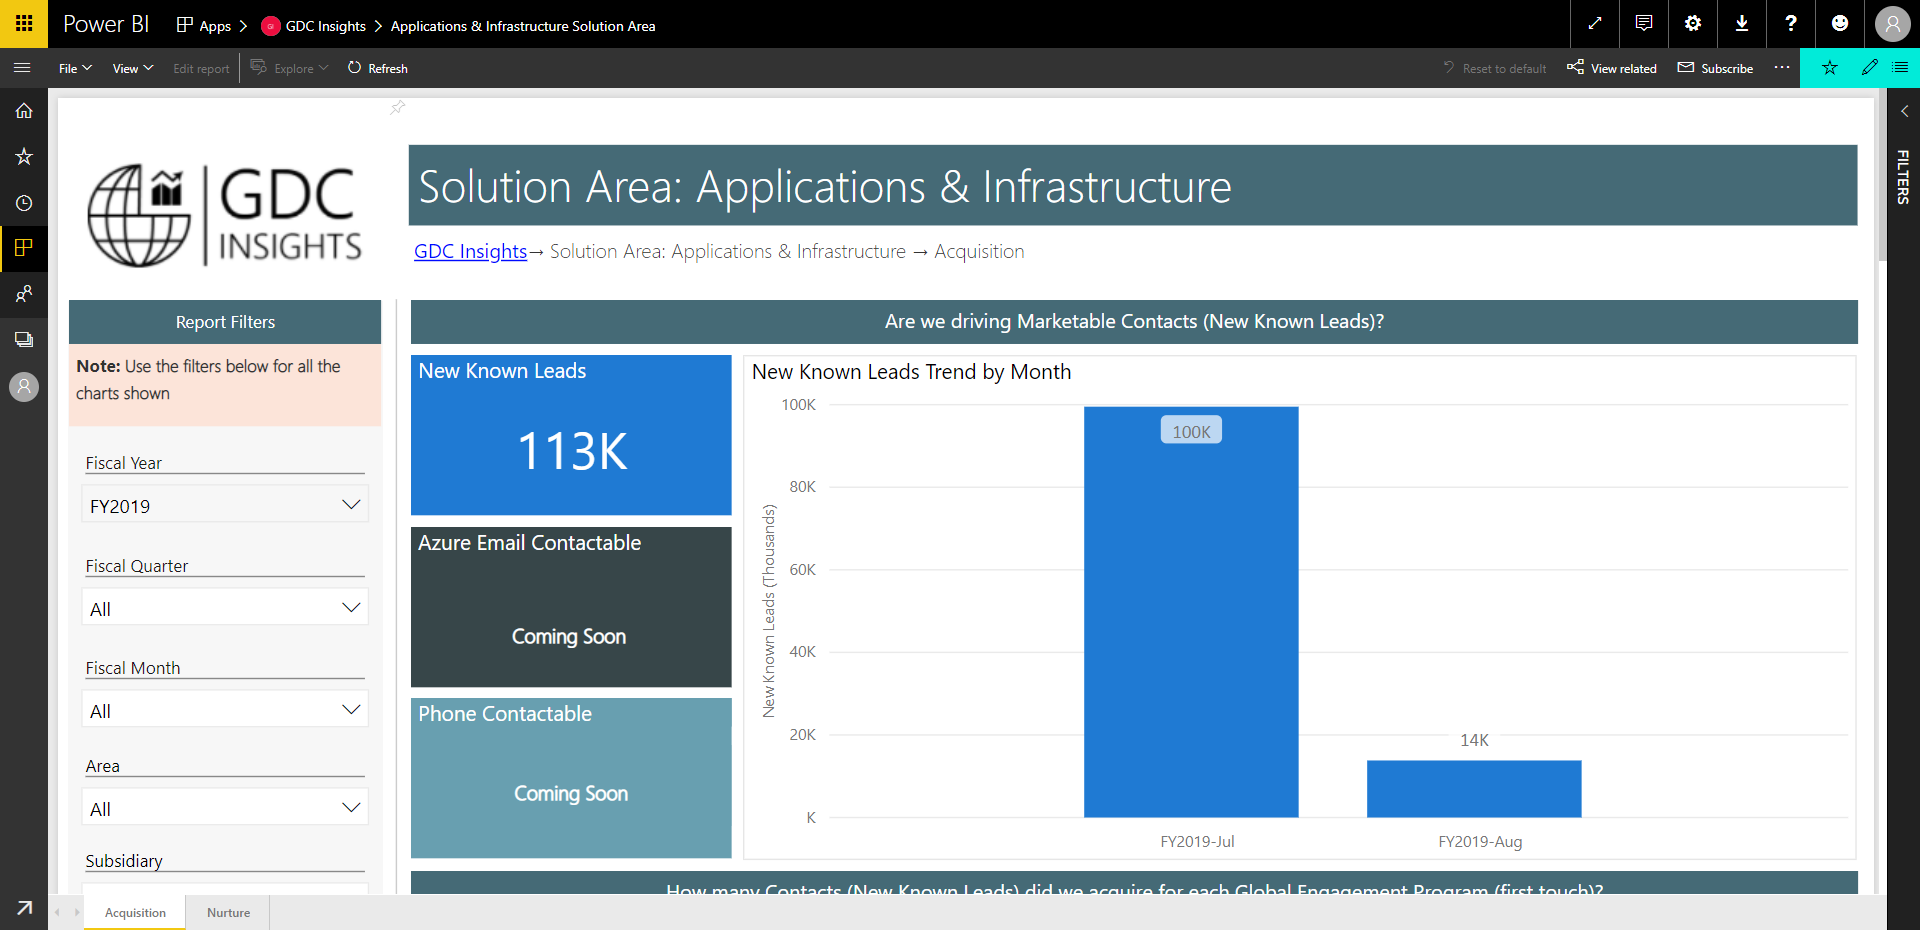 Power BI
Apps
GI
GDC Insights
Applications & Infrastructure Solution Area
?
File
View
Edit report
Explore
Refresh
Reset to default
View related
Subscribe
FILTERS
GDC
INSIGHTS
Solution Area: Applications & Infrastructure
GDC Insights→ Solution Area: Applications & Infrastructure → Acquisition
Report Filters
Note: Use the filters below for all the
charts shown
Fiscal Year
FY2019
Fiscal Quarter
All
Fiscal Month
All
Area
All
Subsidiary
Are we driving Marketable Contacts (New Known Leads)?
New Known Leads
113K
Azure Email Contactable
Coming Soon
Phone Contactable
Coming Soon
New Known Leads Trend by Month
New Known Leads (Thousands)
100K
80K
60K
40K
20K
K
100K
14K
FY2019-Jul
FY2019-Aug
How many Contacts (New Known Leads) did we acquire for each Global Engagement Program (first touch)?
Acquisition
Nurture